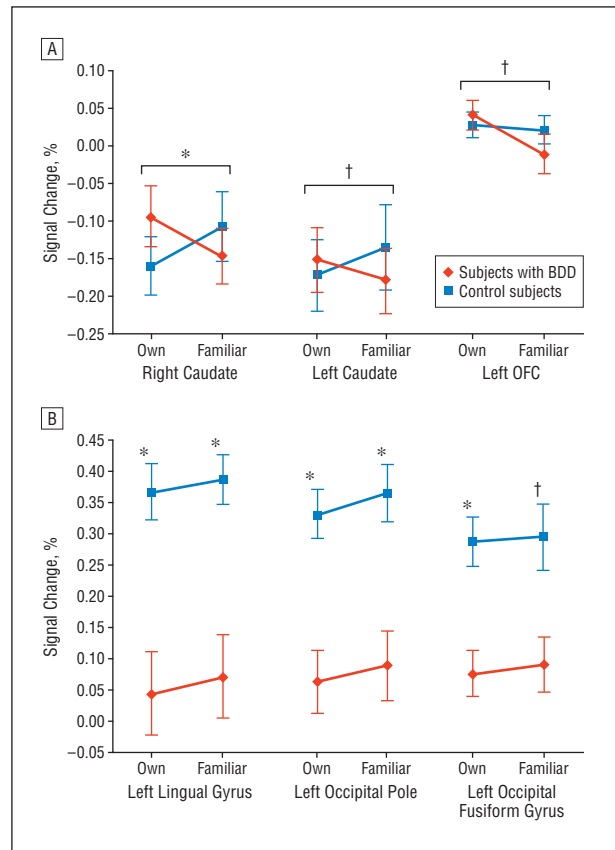 A
0.10
0.05
0.00
−0.05
−0.10
−0.15
−0.20
−0.25
Signal Change, %
*
†
†
Subjects with BDD
Control subjects
Own Familiar Own Familiar Own Familiar
Right Caudate Left Caudate Left OFC
B
0.45
0.40
0.35
0.30
0.25
0.20
0.15
0.10
0.05
0.00
−0.05
Signal Change, %
* * * * * †
Own Familiar Own Familiar Own Familiar
Left Lingual Gyrus Left Occipital Pole Left Occipital
Fusiform Gyrus